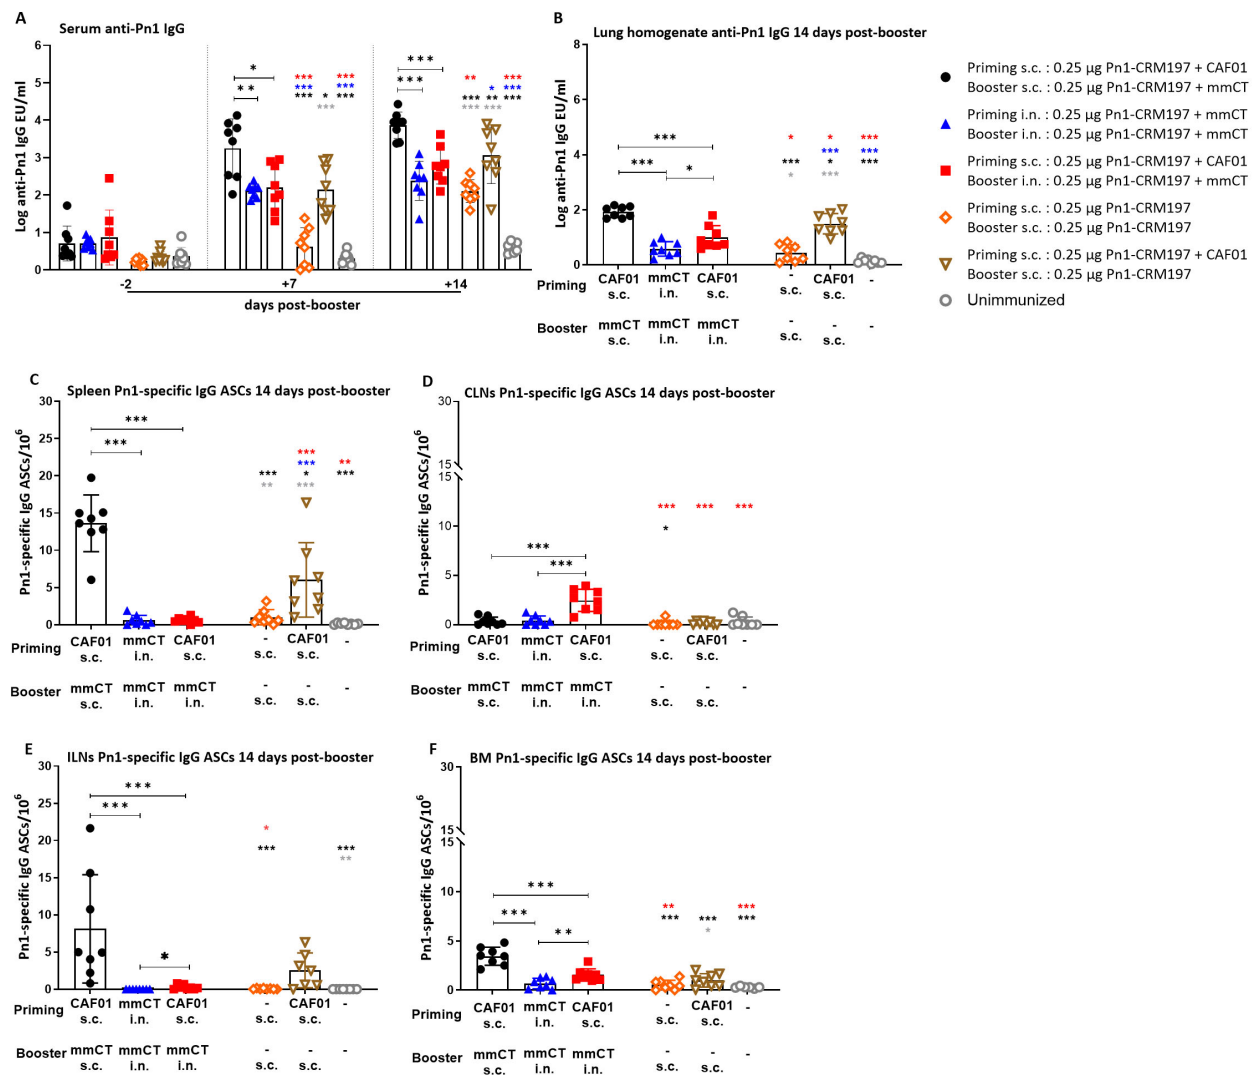 A
Serum anti-Pn1 IgG
Log anti-Pn1 IgG EU/ml
6
5
4
3
2
1
0
* 
** 
*** *** 
*** *** 
*** * *** 
*** 
*** 
*** 
** *** 
* *** 
*** ** *** 
*** *** 
-2 +7 +14
days post-booster
B
Lung homogenate anti-Pn1 IgG 14 days post-booster
Log anti-Pn1 IgG EU/ml
8
6
4
2
0
*** 
*** * 
* * *** 
*** *** 
*** * *** 
* *** 
Priming CAF01 mmCT CAF01 - CAF01 -
s.c. i.n. s.c. s.c. s.c.
Booster mmCT mmCT mmCT - - -
s.c. i.n. i.n. s.c. s.c.
Priming s.c. : 0.25 µg Pn1-CRM197 + CAF01
Booster s.c. : 0.25 µg Pn1-CRM197 + mmCT
Priming i.n. : 0.25 µg Pn1-CRM197 + mmCT
Booster i.n. : 0.25 µg Pn1-CRM197 + mmCT
Priming s.c. : 0.25 µg Pn1-CRM197 + CAF01
Booster i.n. : 0.25 µg Pn1-CRM197 + mmCT
Priming s.c. : 0.25 µg Pn1-CRM197
Booster s.c. : 0.25 µg Pn1-CRM197
Priming s.c. : 0.25 µg Pn1-CRM197 + CAF01
Booster s.c. : 0.25 µg Pn1-CRM197
Unimmunized
C
Spleen Pn1-specific IgG ASCs 14 days post-booster
Pn1-specific IgG ASCs/10⁶
30
25
20
15
10
5
0
*** 
*** 
*** 
*** ** 
*** * *** 
** *** 
Priming CAF01 mmCT CAF01 - CAF01 -
s.c. i.n. s.c. s.c. s.c.
Booster mmCT mmCT mmCT - - -
s.c. i.n. i.n. s.c. s.c.
D
CLNs Pn1-specific IgG ASCs 14 days post-booster
Pn1-specific IgG ASCs/10⁶
30
15
15
10
5
0
*** *** *** 
* 
*** 
*** 
CAF01 mmCT CAF01 - CAF01 -
s.c. i.n. s.c. s.c. s.c.
mmCT mmCT mmCT - - -
s.c. i.n. i.n. s.c. s.c.
E
ILNs Pn1-specific IgG ASCs 14 days post-booster
Pn1-specific IgG ASCs/10⁶
30
25
20
15
10
5
0
*** 
*** 
* 
*** *** 
** 
* 
Priming CAF01 mmCT CAF01 - CAF01 -
s.c. i.n. s.c. s.c. s.c.
Booster mmCT mmCT mmCT - - -
s.c. i.n. i.n. s.c. s.c.
F
BM Pn1-specific IgG ASCs 14 days post-booster
Pn1-specific IgG ASCs/10⁶
30
15
15
10
5
0
*** 
*** 
** 
** *** 
*** *** *** 
* 
Priming CAF01 mmCT CAF01 - CAF01 -
s.c. i.n. s.c. s.c. s.c.
Booster mmCT mmCT mmCT - - -
s.c. i.n. i.n. s.c. s.c.